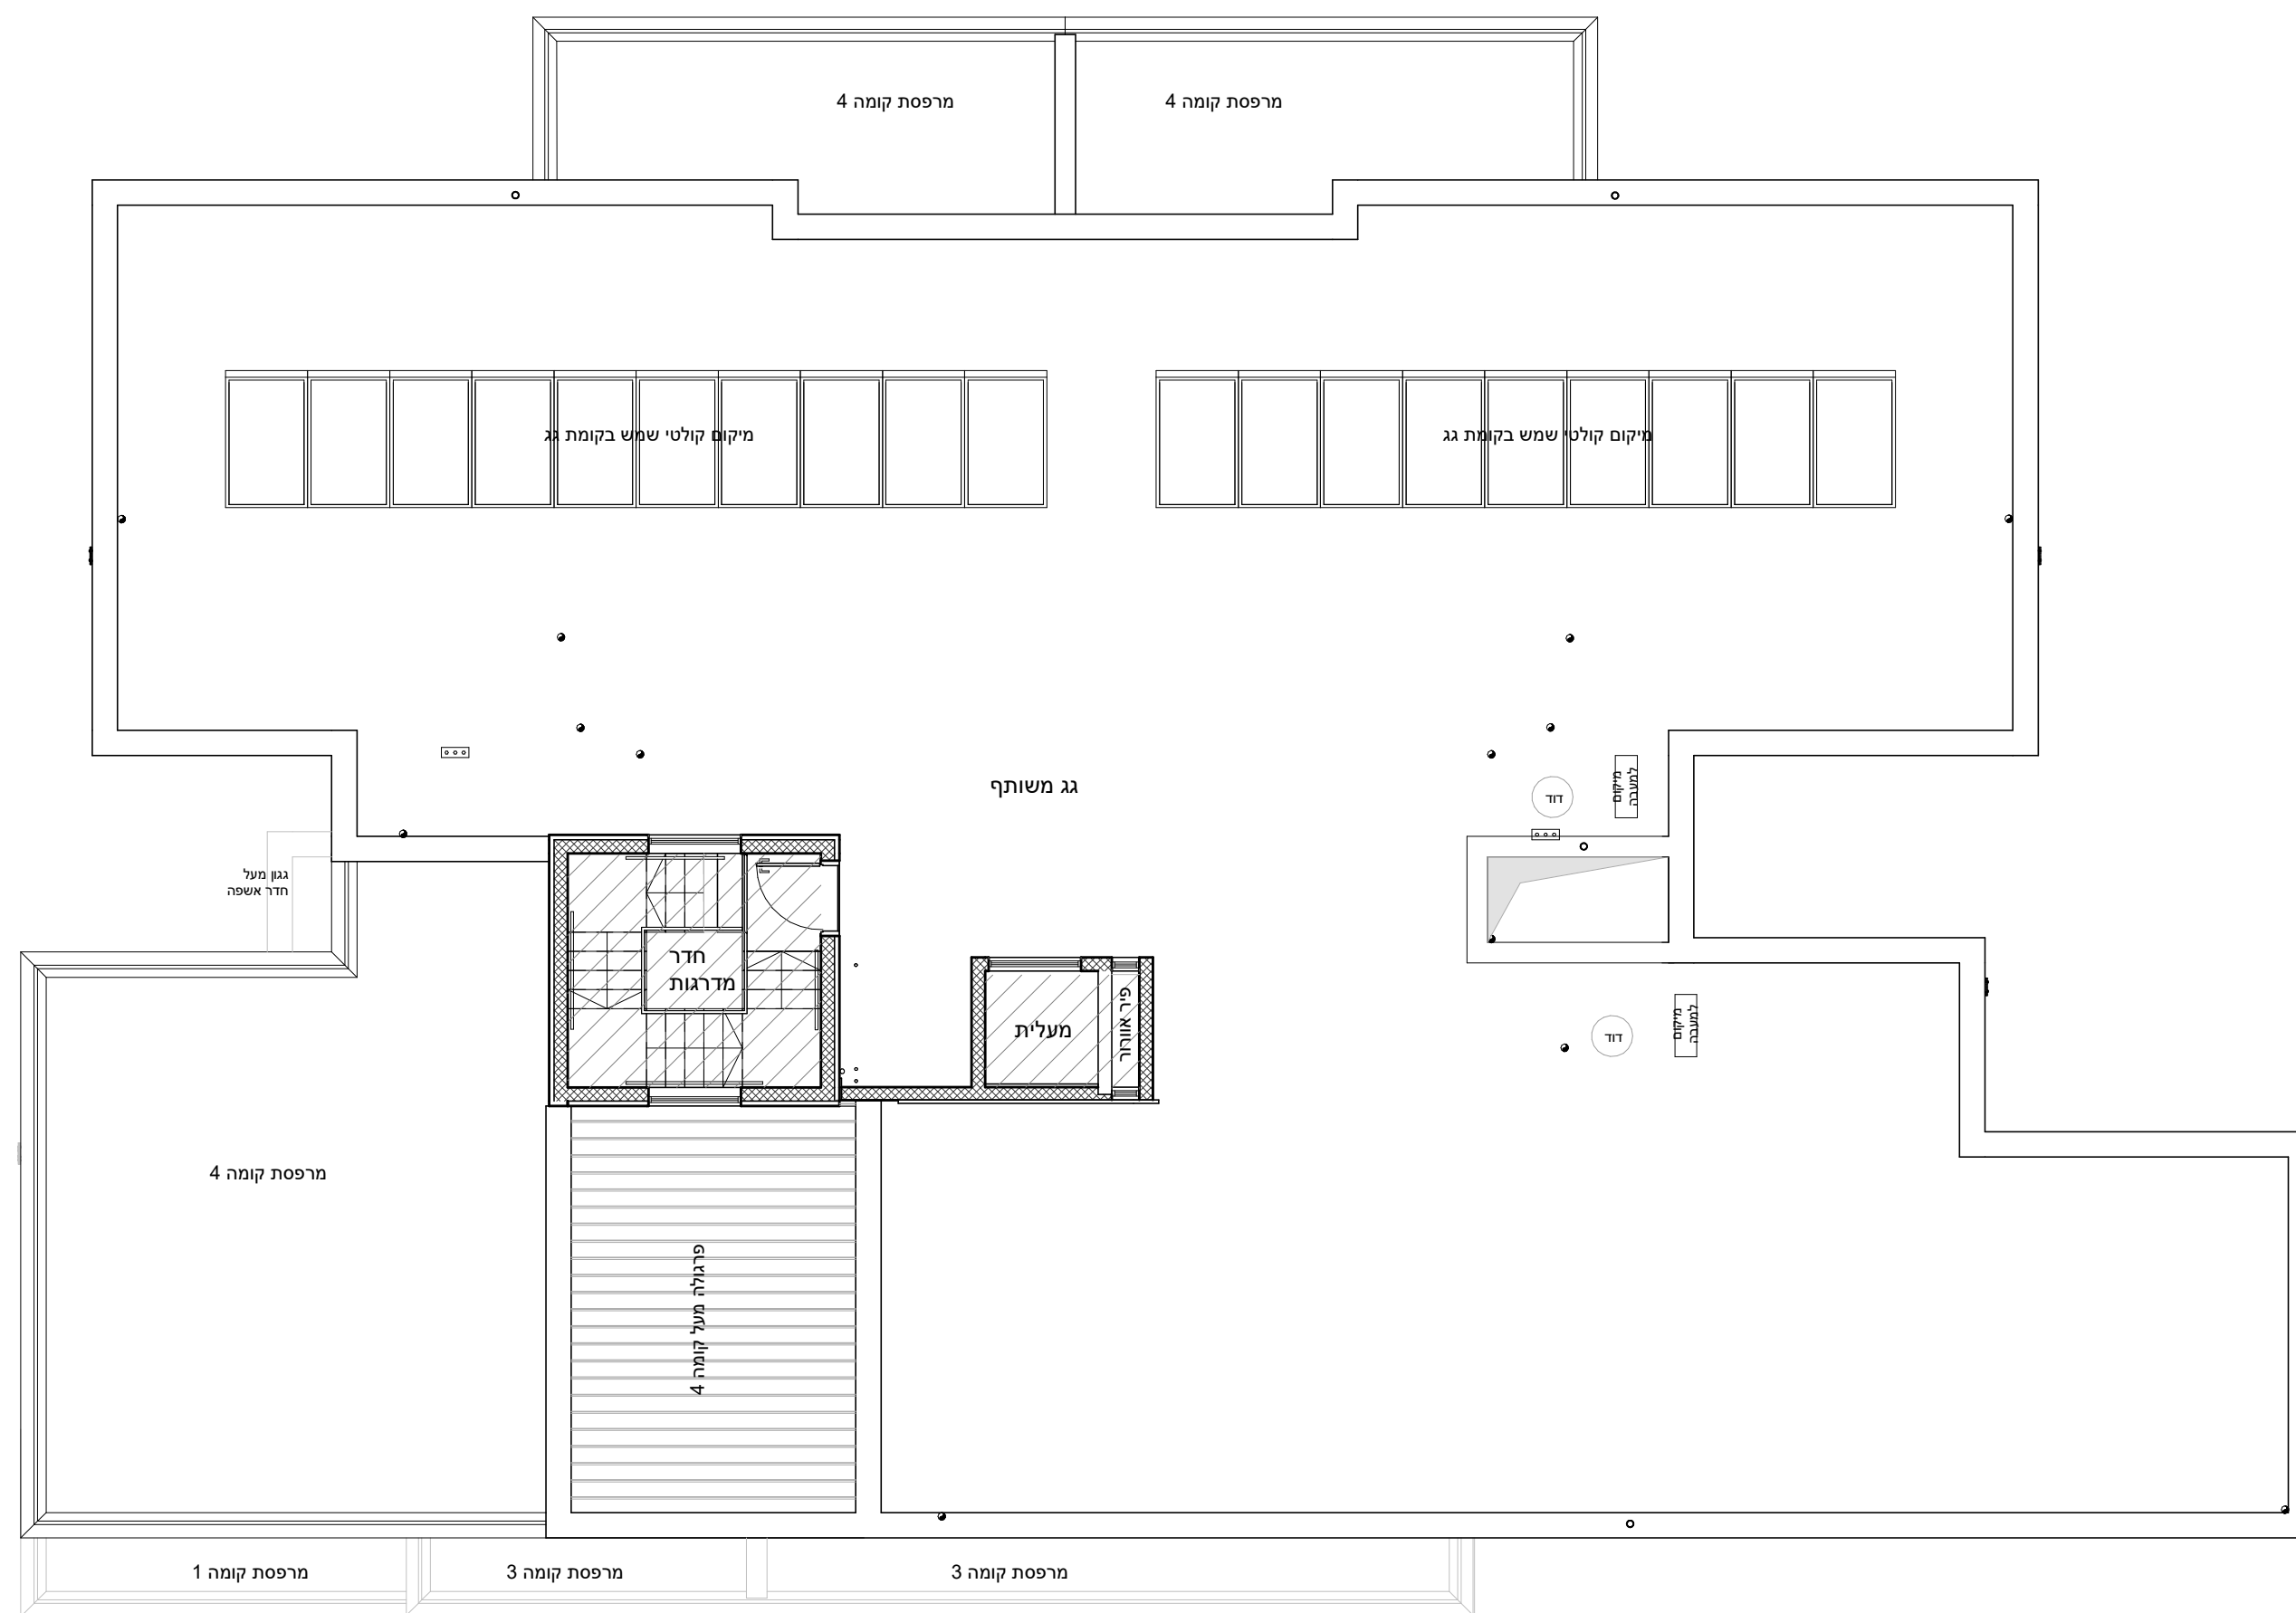 מרפסת קומה 4
מרפסת קומה 4
מיקום קולטי שמש בקומת גג
מיקום קולטי שמש בקומת גג
גג משותף
מיקום
למעבה
דוד
גגון מעל
חדר אשפה
חדר
מדרגות
מעלית
פיר אוורור
מיקום
למעבה
דוד
מרפסת קומה 4
פרגולה מעל קומה 4
מרפסת קומה 1
מרפסת קומה 3
מרפסת קומה 3